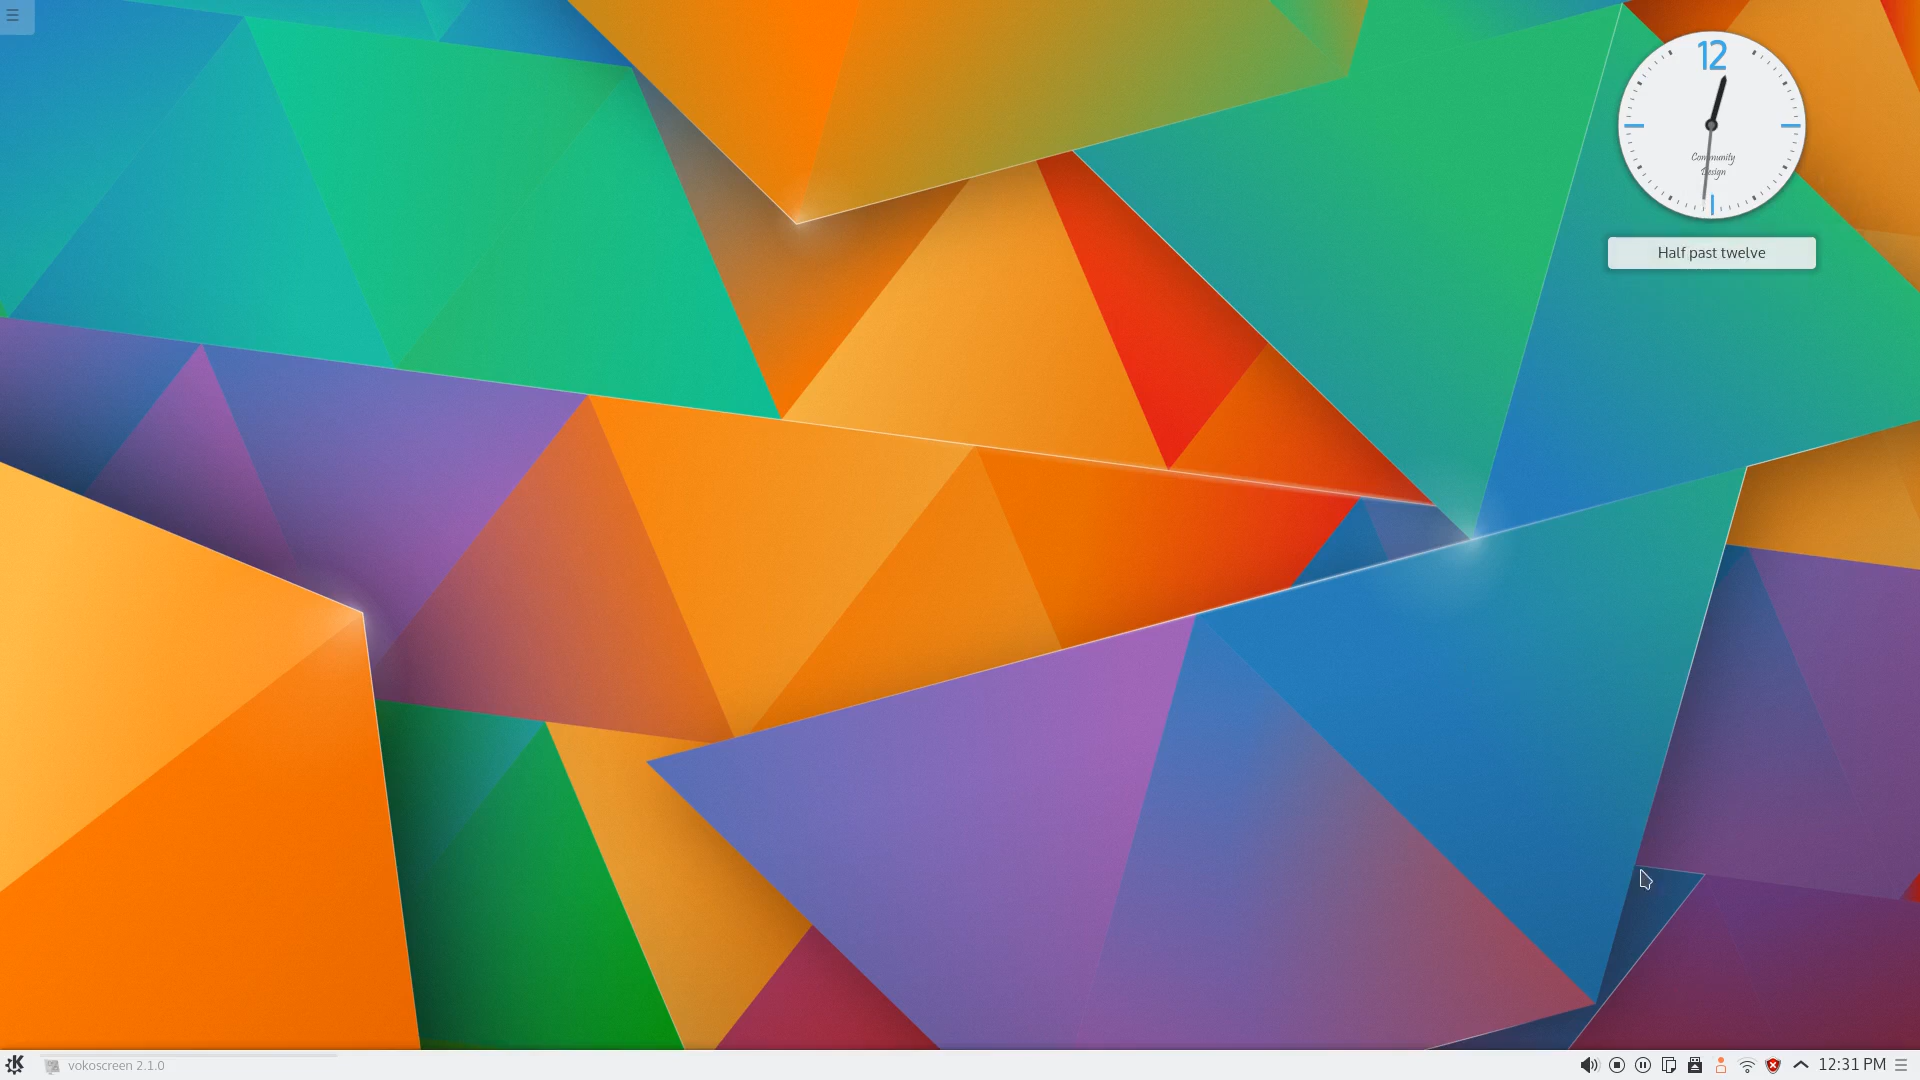 12
Community
Design
Half past twelve
vokoscreen 2.1.0
12:31 PM